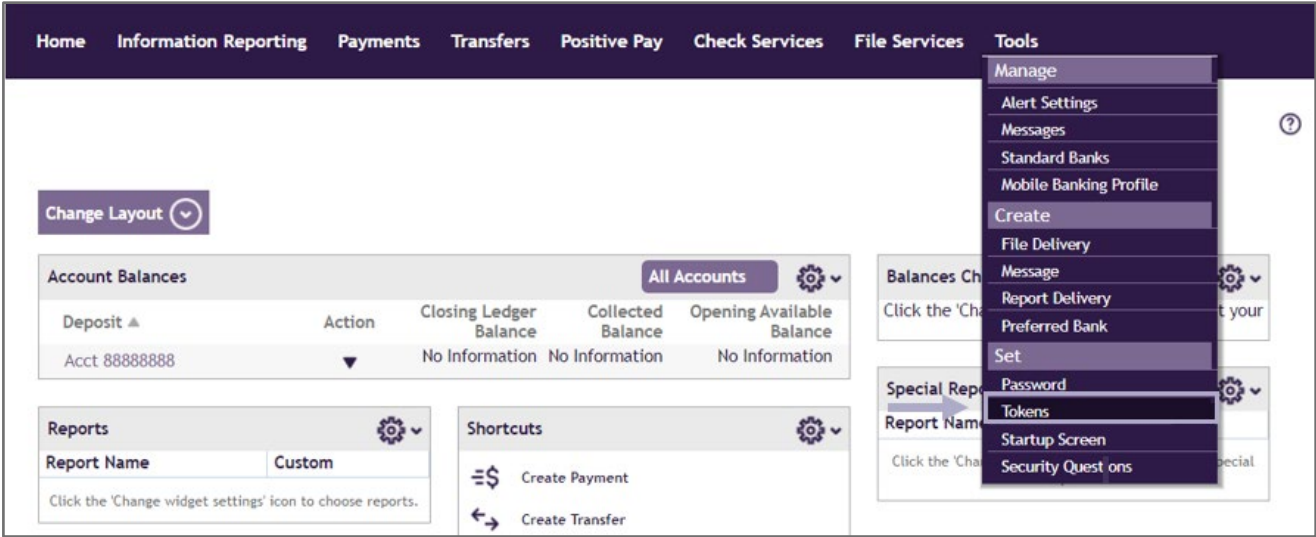 Home Information Reporting Payments Transfers Positive Pay Check Services File Services Tools
Manage
Alert Settings
Messages
Standard Banks
Mobile Banking Profile
Create
File Delivery
Message
Report Delivery
Preferred Bank
Set
Password
Tokens
Startup Screen
Security Questions
?
Change Layout
Account Balances All Accounts
Deposit Action Closing Ledger Balance Collected Balance Opening Available Balance
Acct 88888888 No Information No Information No Information
Balances Ch
Click the 'Cha t your
Reports
Report Name Custom
Click the 'Change widget settings' icon to choose reports.
Shortcuts
Create Payment
Create Transfer
Special Repo
Report Name
Click the 'Cha pecial